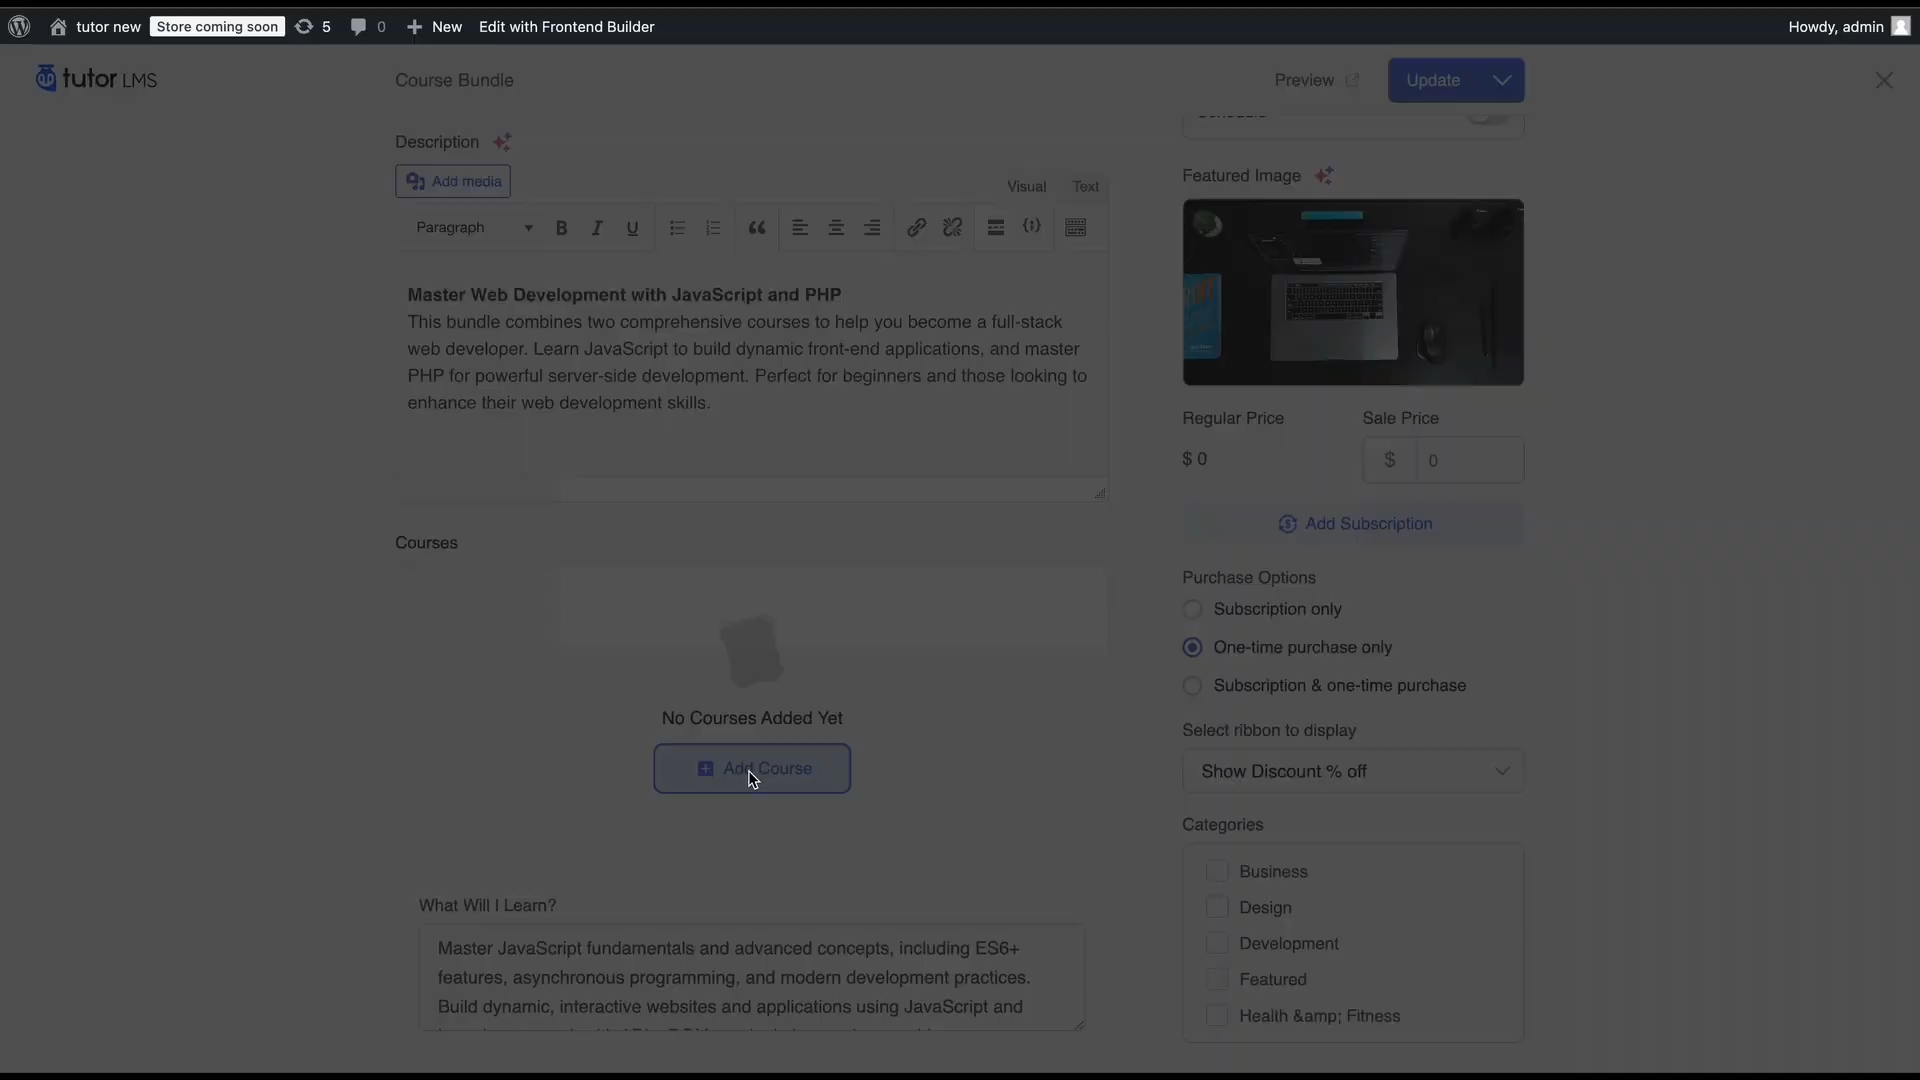 tutor new
Store coming soon
5
0
New
Edit with Frontend Builder
Howdy, admin
tutor LMS
Course Bundle
Preview
Update
Description
Add media
Visual
Text
Paragraph
B
I
U
Master Web Development with JavaScript and PHP
This bundle combines two comprehensive courses to help you become a full-stack
web developer. Learn JavaScript to build dynamic front-end applications, and master
PHP for powerful server-side development. Perfect for beginners and those looking to
enhance their web development skills.
Courses
No Courses Added Yet
Add Course
What Will I Learn?
Master JavaScript fundamentals and advanced concepts, including ES6+
features, asynchronous programming, and modern development practices.
Build dynamic, interactive websites and applications using JavaScript and
Featured Image
Regular Price
Sale Price
$ 0
$ 0
Add Subscription
Purchase Options
Subscription only
One-time purchase only
Subscription & one-time purchase
Select ribbon to display
Show Discount % off
Categories
Business
Design
Development
Featured
Health &amp; Fitness